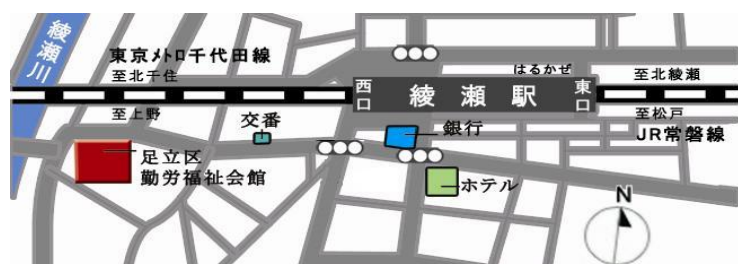 綾瀬川
東京ﾒﾄﾛ千代田線
至北千住
至上野
西口
綾瀬駅
はるかぜ
東口
至北綾瀬
至松戸
JR常磐線
交番
銀行
足立区
勤労福祉会館
ホテル
N